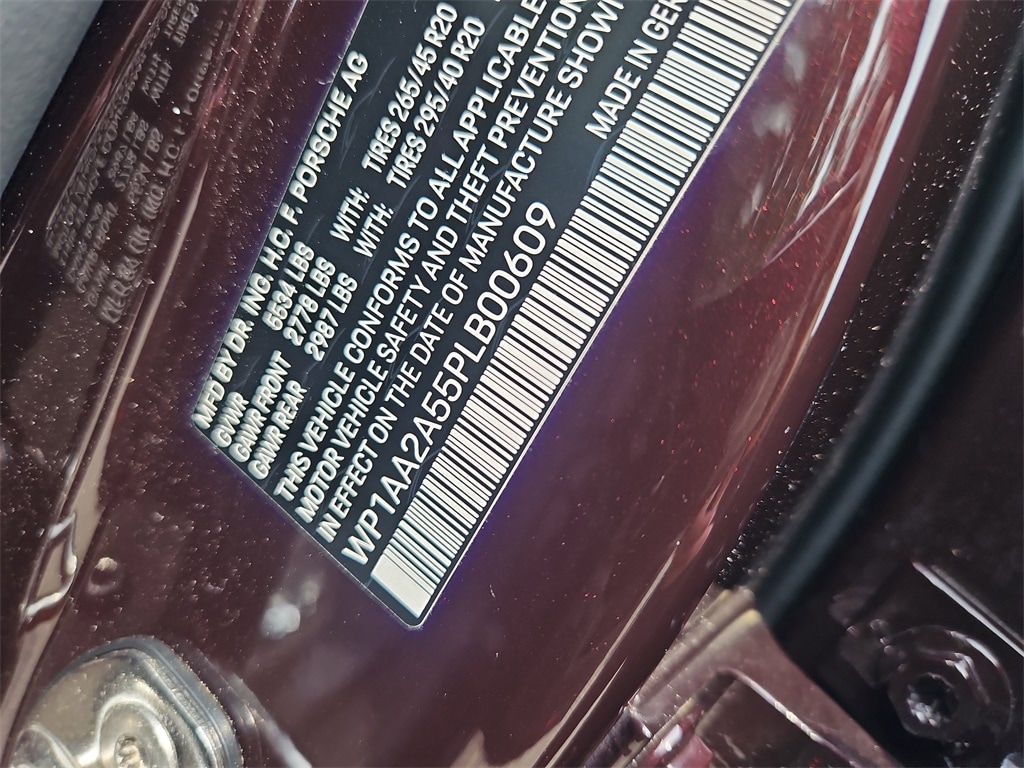 MFD BY DR ING. H.C. F. PORSCHE AG
GVWR 5534 LBS
GAWR FRONT 2778 LBS WITH: TIRES 265/45 R20
GAWR REAR 2987 LBS WITH: TIRES 295/40 R20
THIS VEHICLE CONFORMS TO ALL APPLICABLE
MOTOR VEHICLE SAFETY AND THEFT PREVENTION
IN EFFECT ON THE DATE OF MANUFACTURE SHOWN
WP1AA2A55PLB00609 MADE IN GER